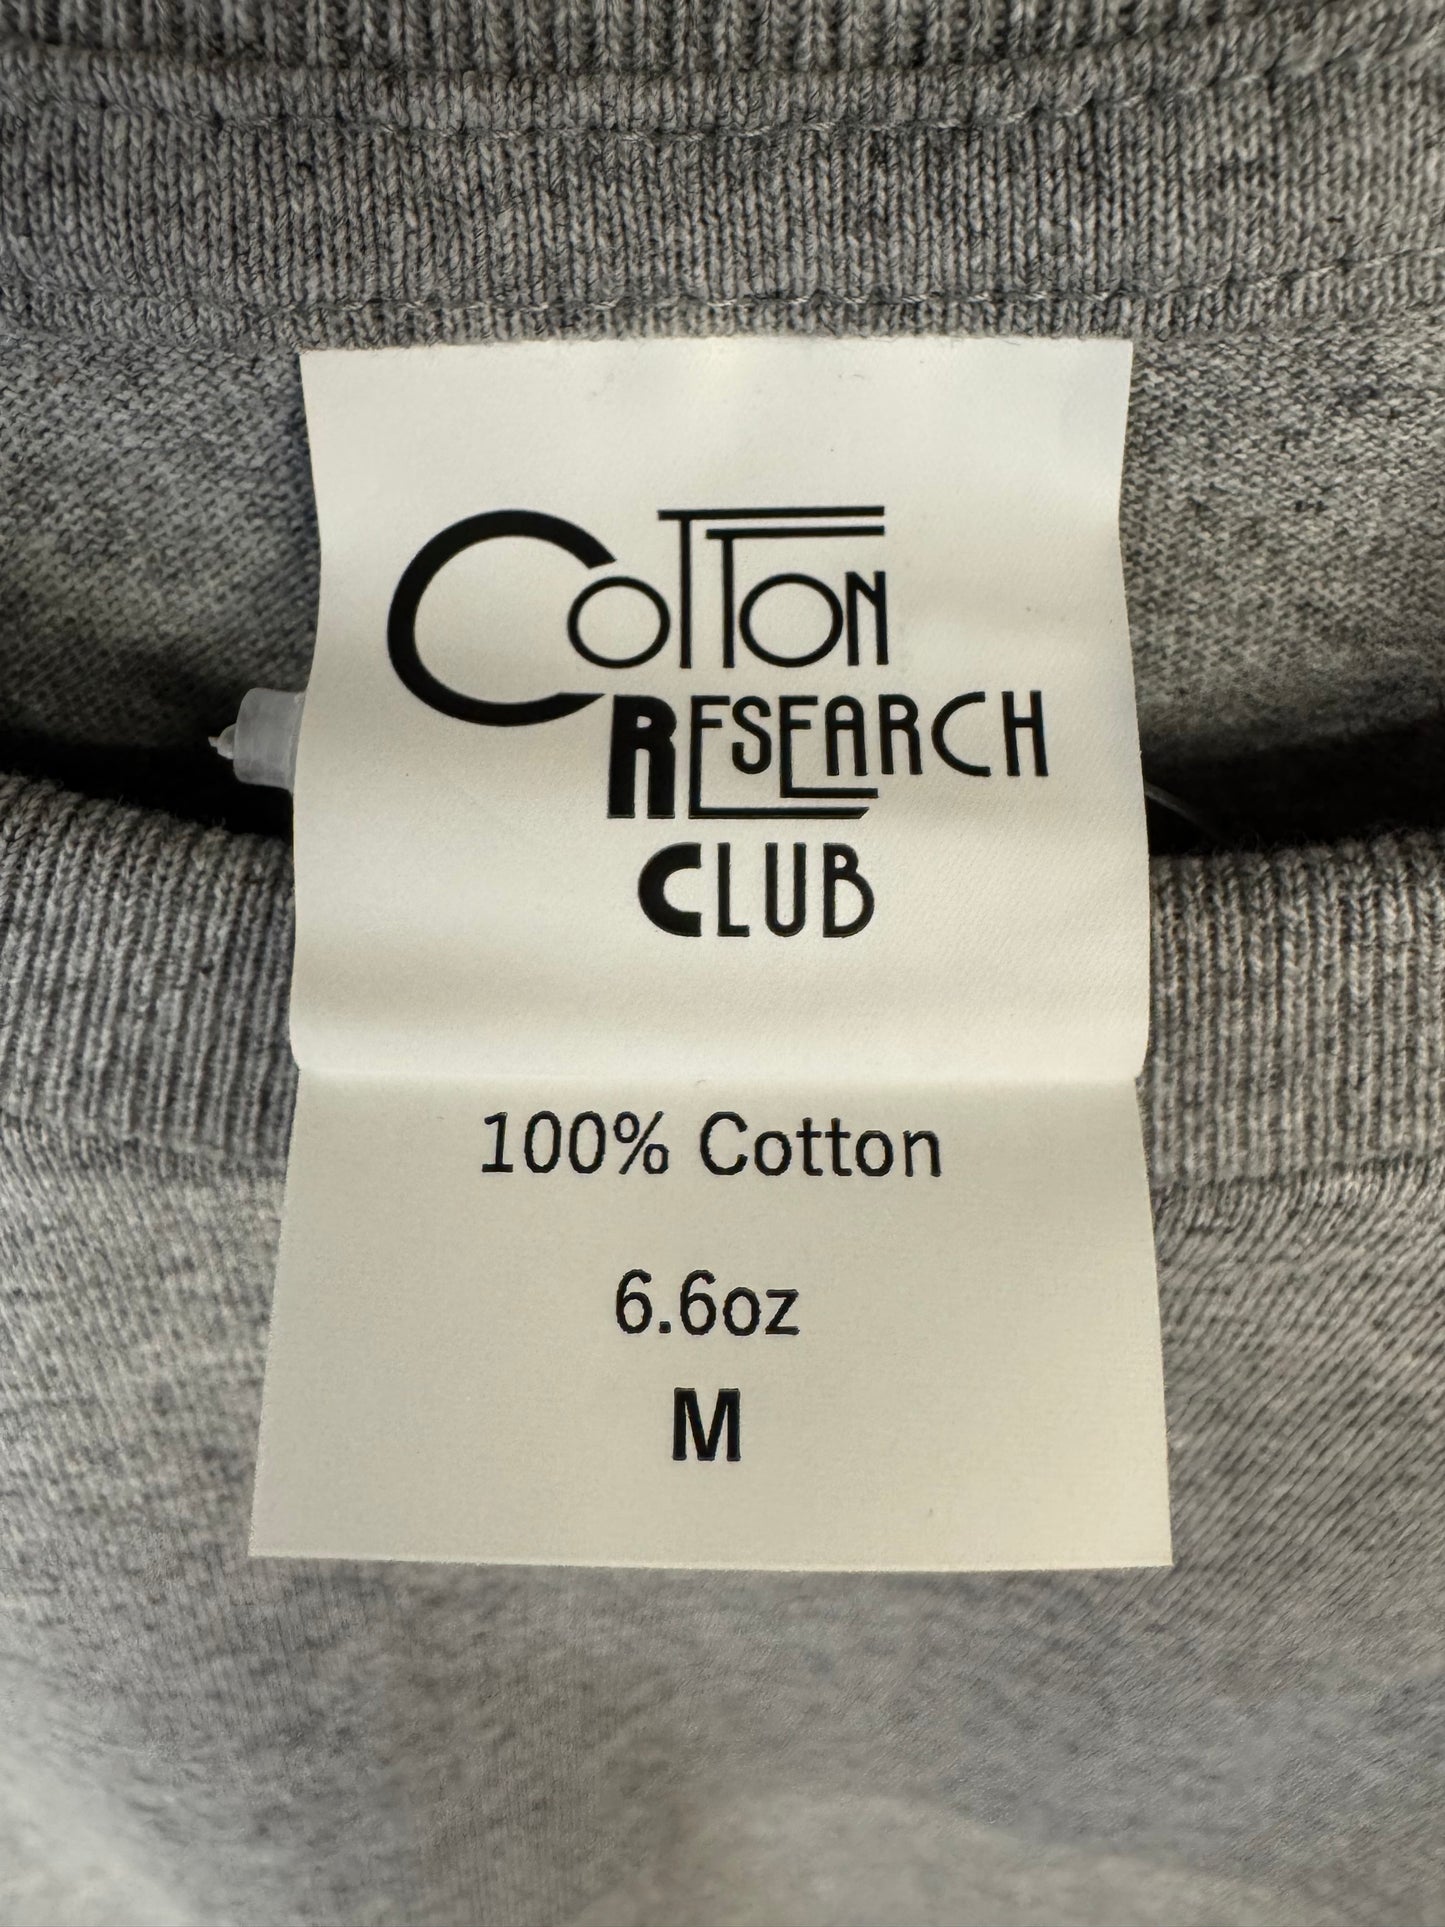 COTTON
RESEARCH
CLUB
100% Cotton
6.6oz
M